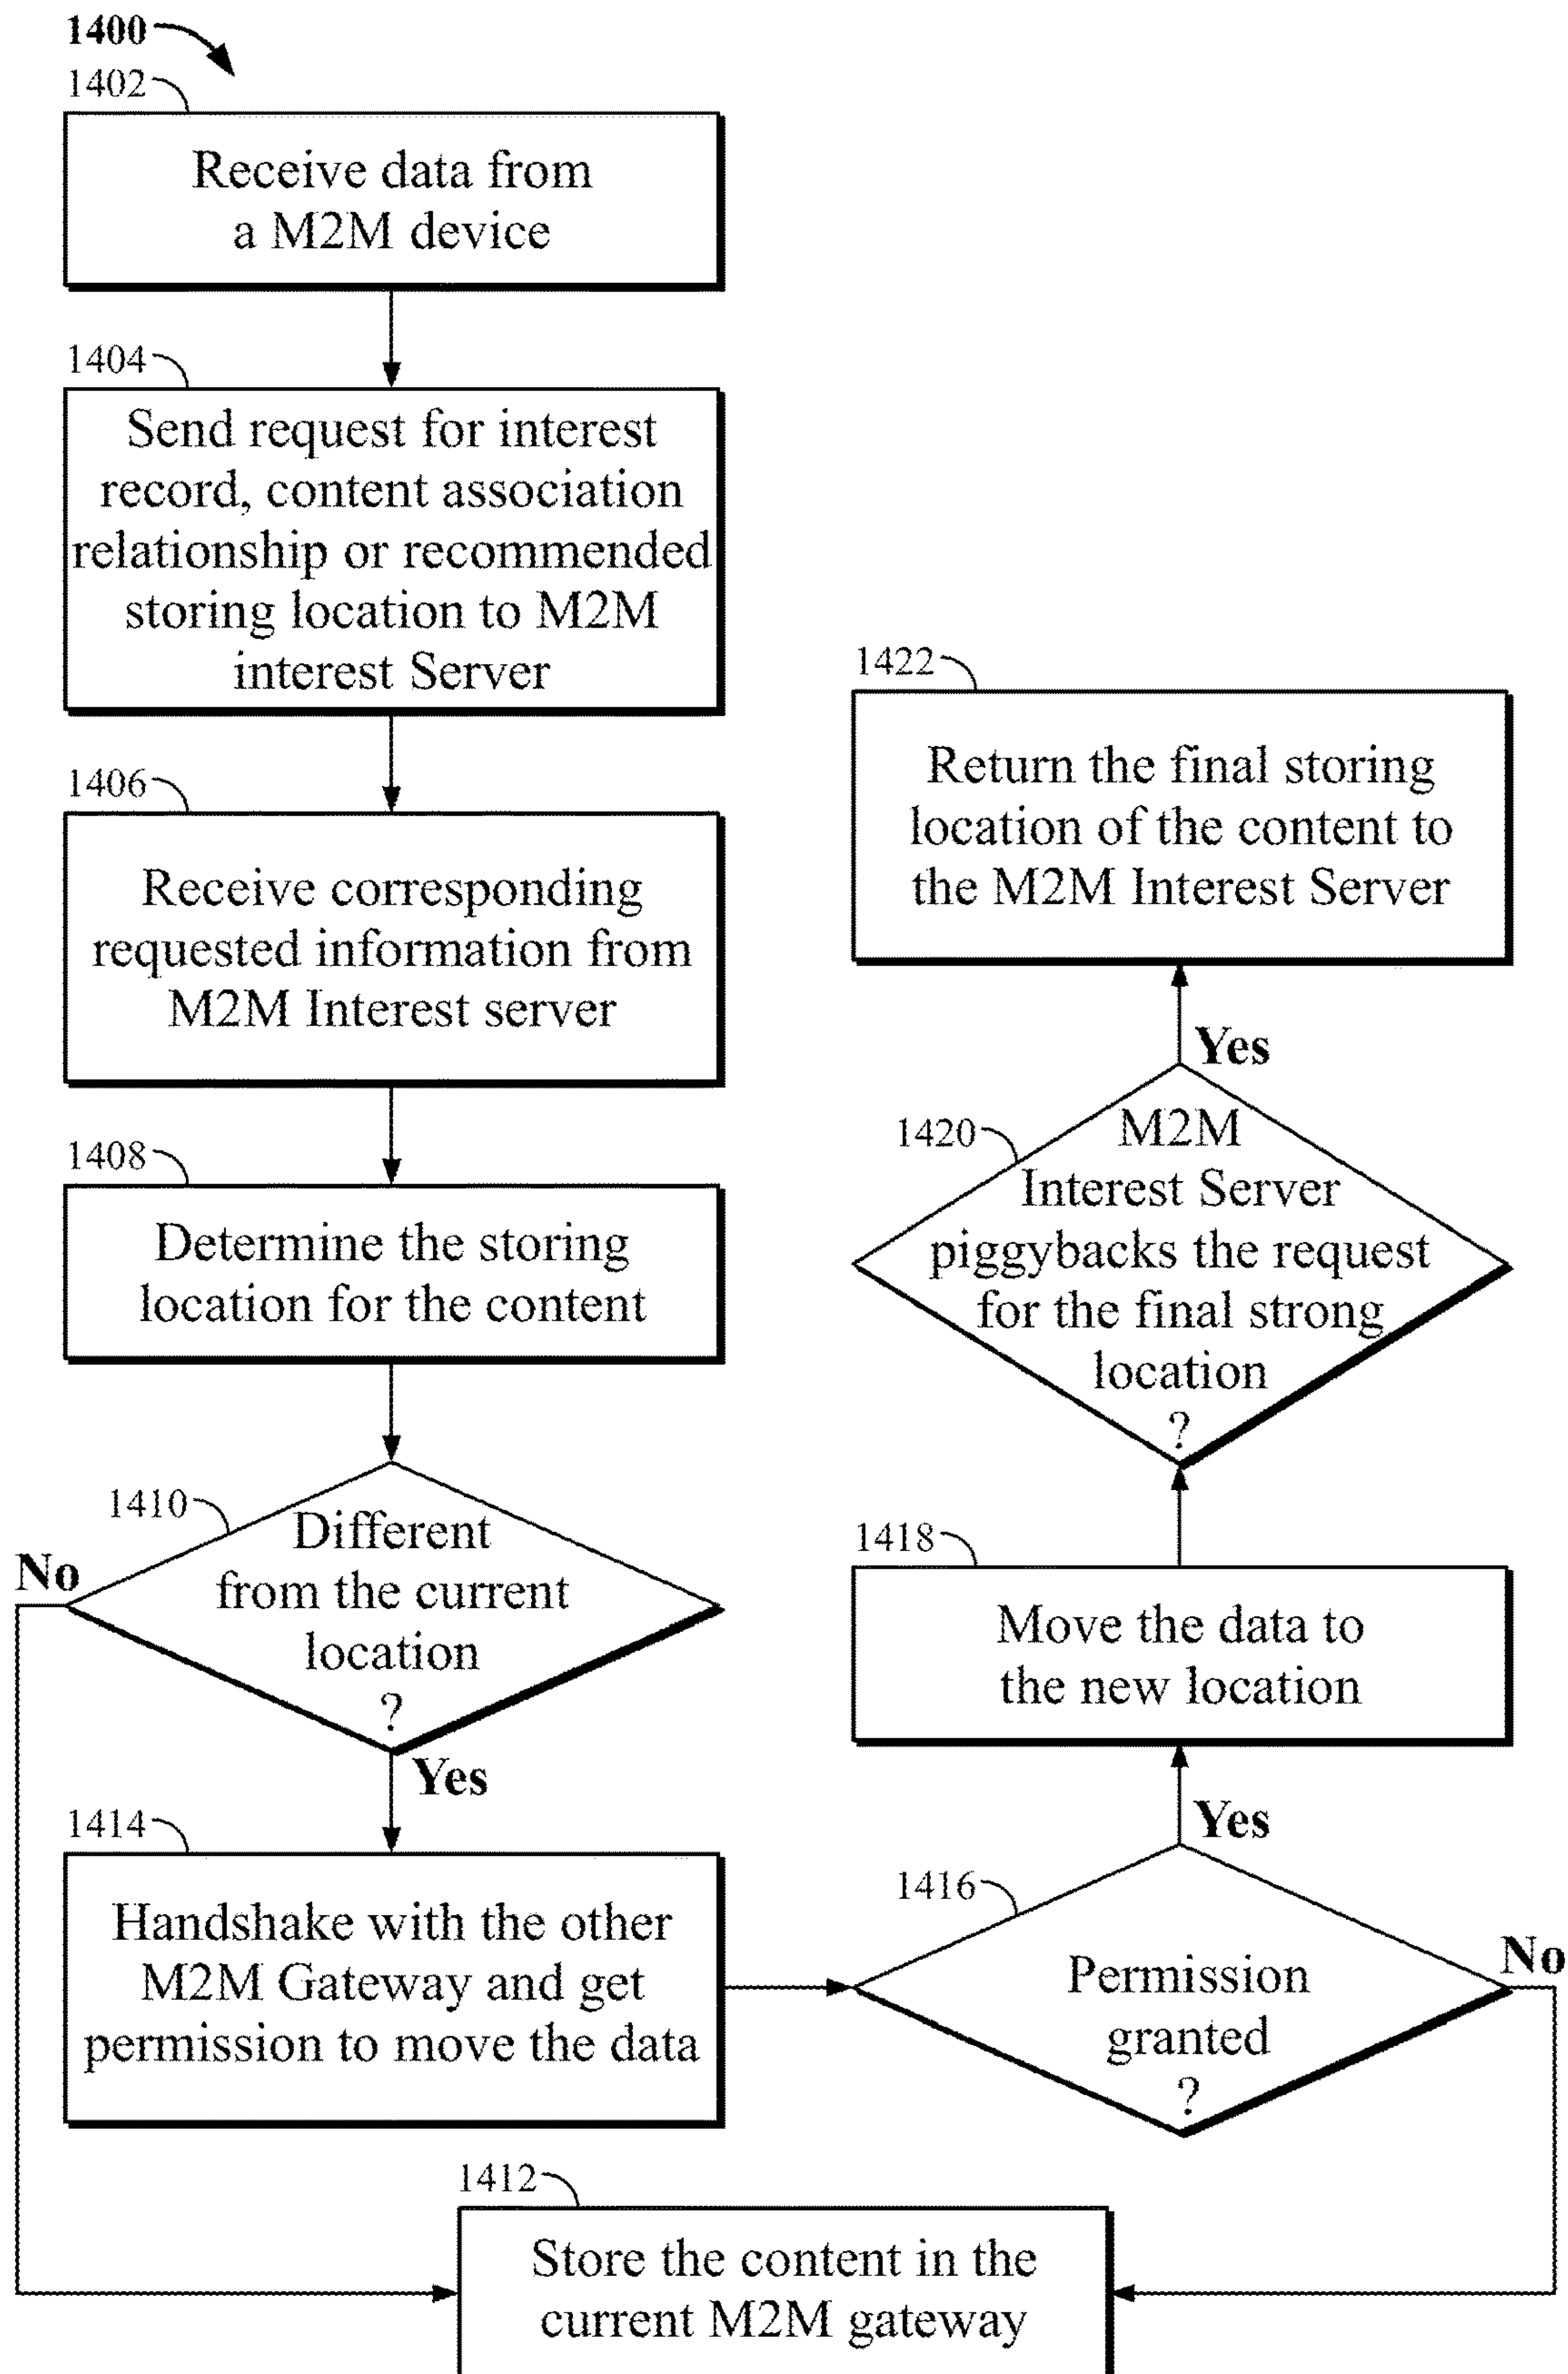 1400
1402
Receive data from
a M2M device
1404
Send request for interest
record, content association
relationship or recommended
storing location to M2M
interest Server
1406
Receive corresponding
requested information from
M2M Interest server
1408
Determine the storing
location for the content
1410
Different
from the current
location
?
No
Yes
1414
Handshake with the other
M2M Gateway and get
permission to move the data
1416
Permission
granted
?
No
Yes
1418
Move the data to
the new location
1420
M2M
Interest Server
piggybacks the request
for the final strong
location
?
Yes
1422
Return the final storing
location of the content to
the M2M Interest Server
1412
Store the content in the
current M2M gateway